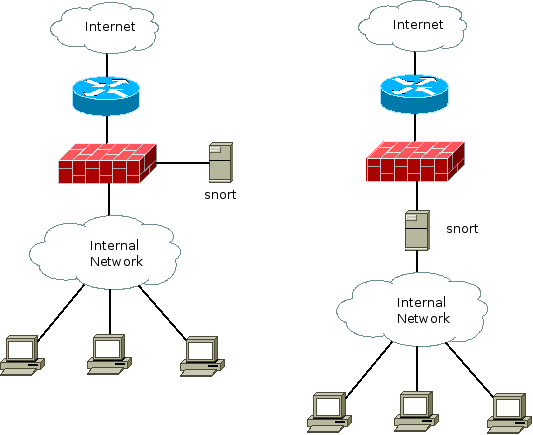 Internet
snort
Internal
Network
Internet
snort
Internal
Network